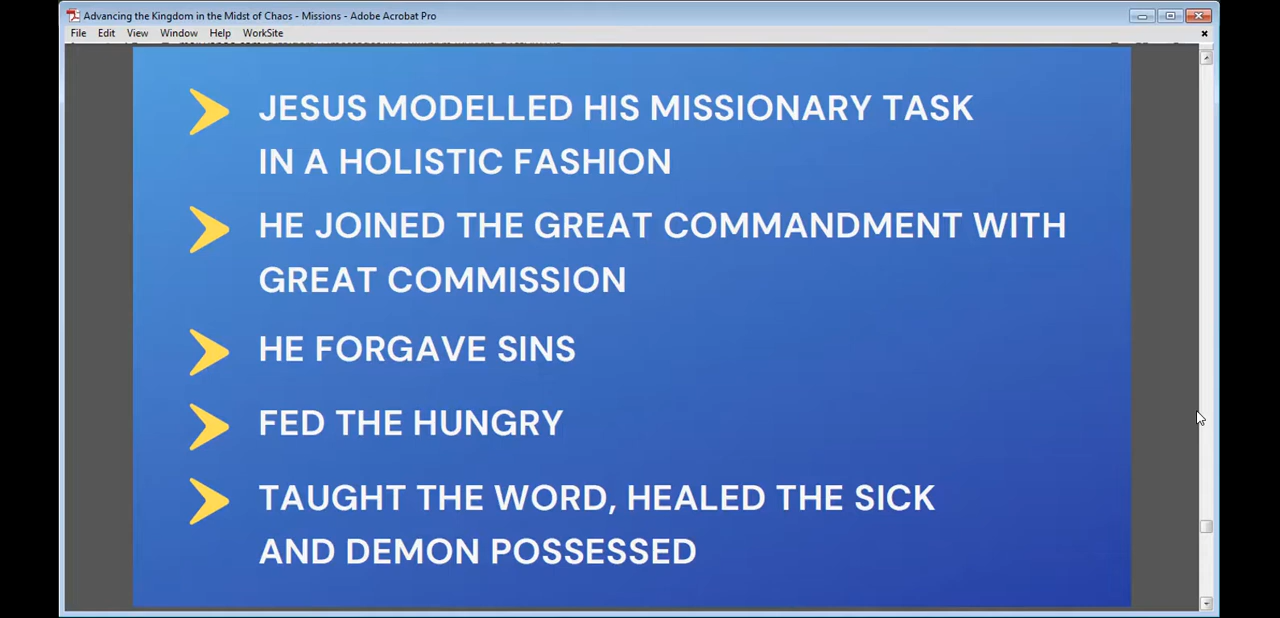 Advancing the Kingdom in the Midst of Chaos - Missions - Adobe Acrobat Pro
File Edit View Window Help WorkSite
JESUS MODELLED HIS MISSIONARY TASK
IN A HOLISTIC FASHION
HE JOINED THE GREAT COMMANDMENT WITH
GREAT COMMISSION
HE FORGAVE SINS
FED THE HUNGRY
TAUGHT THE WORD, HEALED THE SICK
AND DEMON POSSESSED